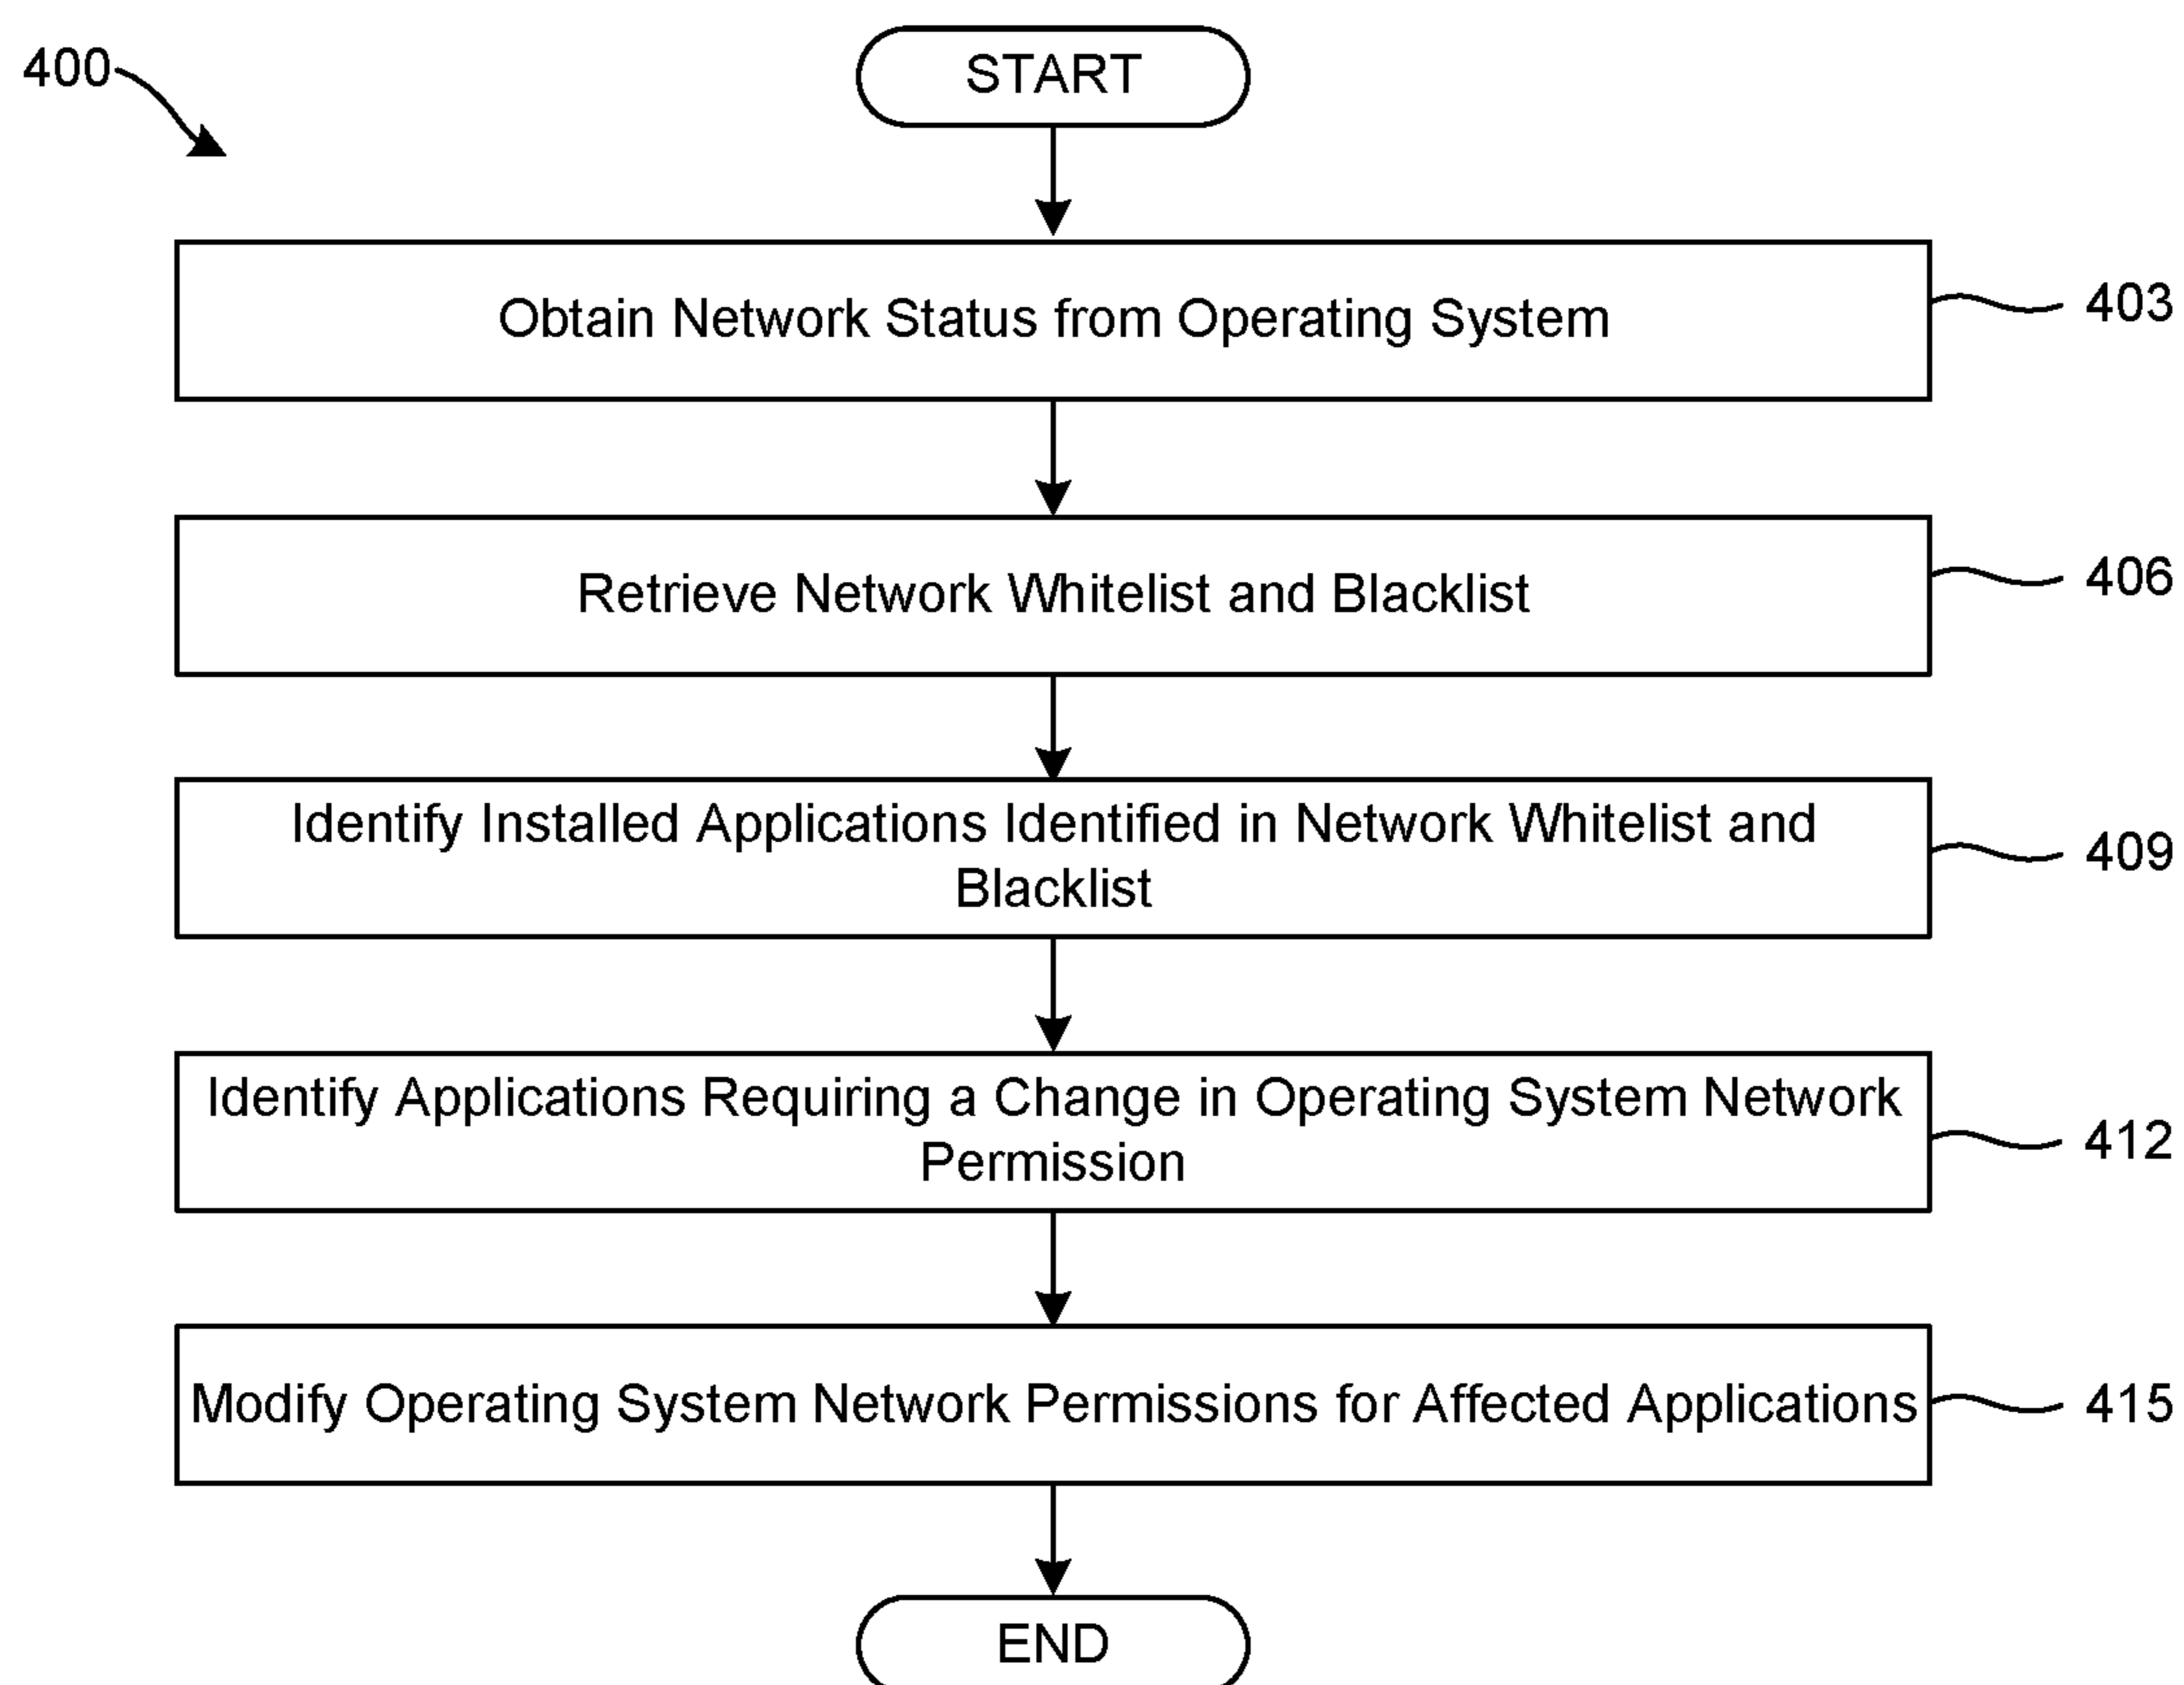 400
START
Obtain Network Status from Operating System
403
Retrieve Network Whitelist and Blacklist
406
Identify Installed Applications Identified in Network Whitelist and
Blacklist
409
Identify Applications Requiring a Change in Operating System Network
Permission
412
Modify Operating System Network Permissions for Affected Applications
415
END